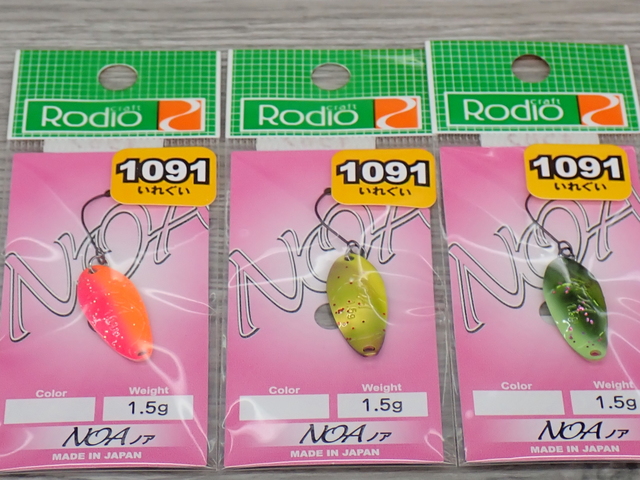 Rodio craft
1091
いれぐい
NOA
Color
Weight
1.5g
NOA ノア
MADE IN JAPAN
Rodio craft
1091
いれぐい
NOA
Color
Weight
1.5g
NOA ノア
MADE IN JAPAN
Rodio craft
1091
いれぐい
NOA
Color
Weight
1.5g
NOA ノア
MADE IN JAPAN